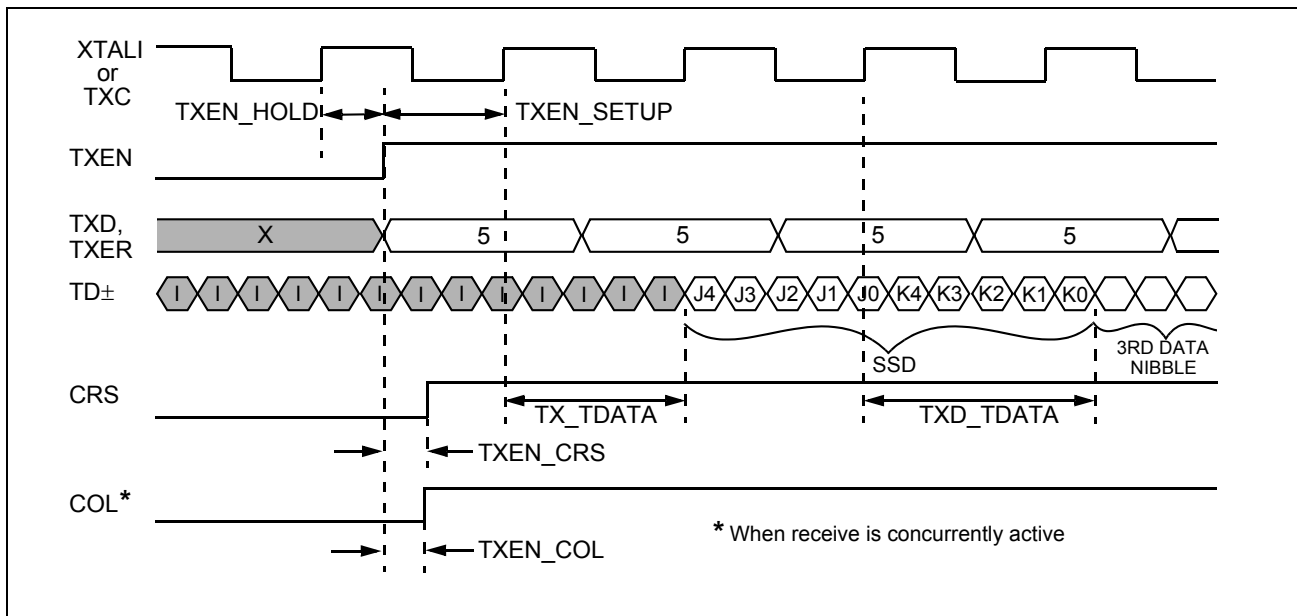 XTALI
or
TXC
TXEN_HOLD
TXEN_SETUP
TXEN
TXD,
TXER
X 5 5 5 5
TD±
I I I I I I I I I I I I I J4 J3 J2 J1 J0 K4 K3 K2 K1 K0
SSD
3RD DATA
NIBBLE
CRS
TX_TDATA
TXD_TDATA
TXEN_CRS
COL*
* When receive is concurrently active
TXEN_COL